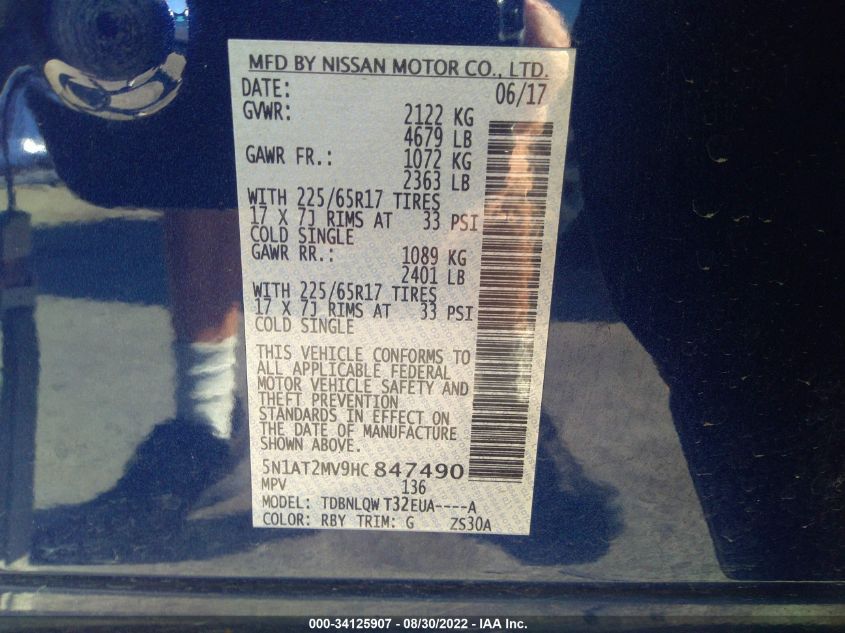 MFD BY NISSAN MOTOR CO., LTD.
DATE: 06/17
GVWR: 2122 KG
4679 LB
GAWR FR.: 1072 KG
2363 LB
WITH 225/65R17 TIRES
17 X 7J RIMS AT 33 PSI
COLD SINGLE
GAWR RR.: 1089 KG
2401 LB
WITH 225/65R17 TIRES
17 X 7J RIMS AT 33 PSI
COLD SINGLE
THIS VEHICLE CONFORMS TO
ALL APPLICABLE FEDERAL
MOTOR VEHICLE SAFETY AND
THEFT PREVENTION
STANDARDS IN EFFECT ON
THE DATE OF MANUFACTURE
SHOWN ABOVE.
5N1AT2MV9HC847490
MPV 136
MODEL: TDBNLQW T32EUA----A
COLOR: RBY TRIM: G ZS30A
000-34125907 - 08/30/2022 - IAA Inc.